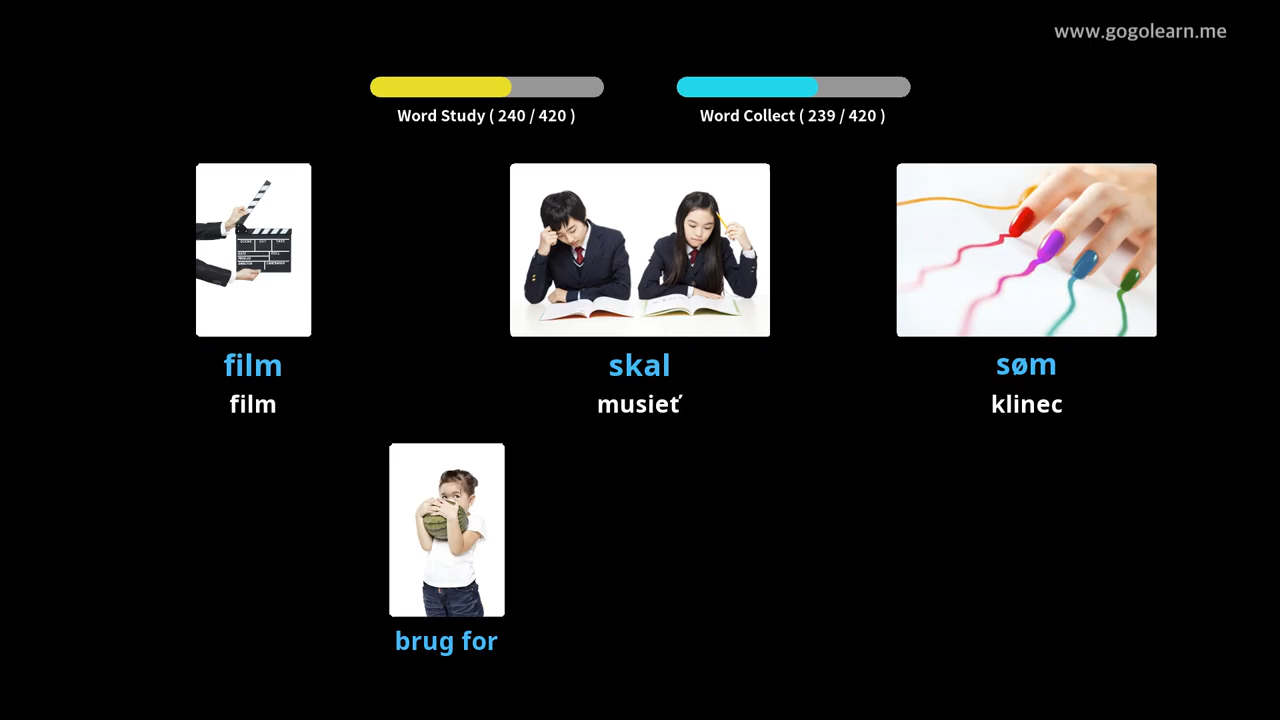 www.gogolearn.me
Word Study ( 240 / 420 )
Word Collect ( 239 / 420 )
film
film
skal
musieť
søm
klinec
brug for